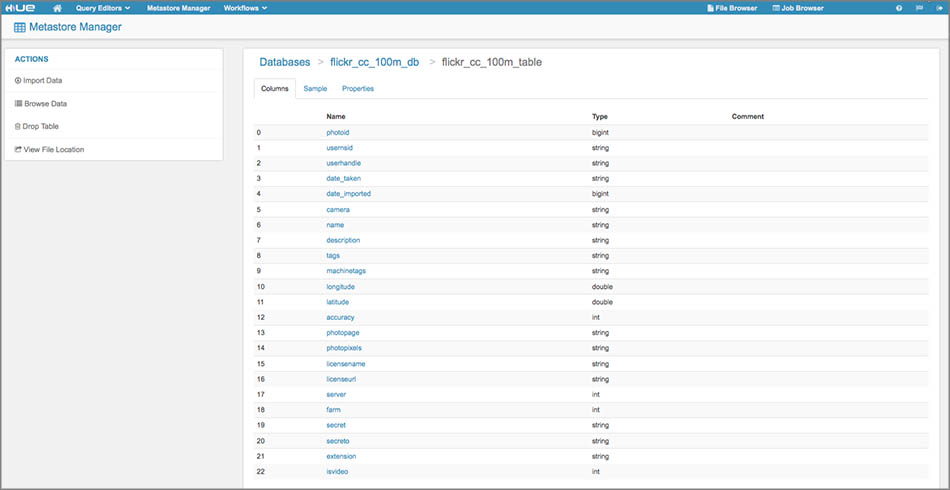 HUE Query Editors Metastore Manager Workflows File Browser Job Browser
Metastore Manager
ACTIONS
Import Data
Browse Data
Drop Table
View File Location
Databases > flickr_cc_100m_db > flickr_cc_100m_table
Columns Sample Properties
Name Type Comment
0 photoid bigint
1 usernsid string
2 userhandle string
3 date_taken string
4 date_imported bigint
5 camera string
6 name string
7 description string
8 tags string
9 machinetags string
10 longitude double
11 latitude double
12 accuracy int
13 photopage string
14 photopixels string
15 licensename string
16 licenseurl string
17 server int
18 farm int
19 secret string
20 secreto string
21 extension string
22 isvideo int